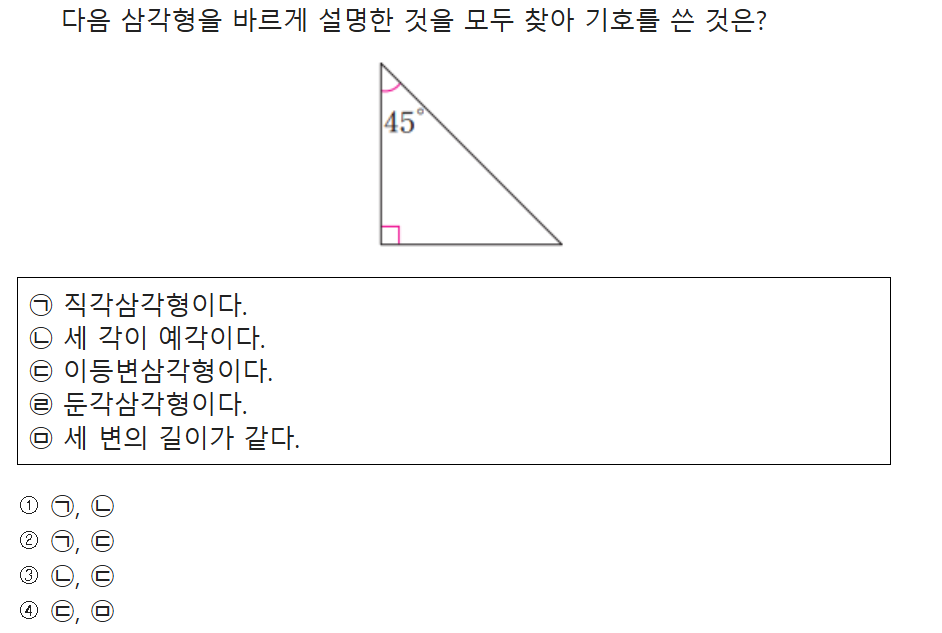 다음 삼각형을 바르게 설명한 것을 모두 찾아 기호를 쓴 것은?
45°
㉠ 직각삼각형이다.
㉡ 세 각이 예각이다.
㉢ 이등변삼각형이다.
㉣ 둔각삼각형이다.
㉤ 세 변의 길이가 같다.
① ㉠, ㉡
② ㉠, ㉢
③ ㉡, ㉢
④ ㉢, ㉤